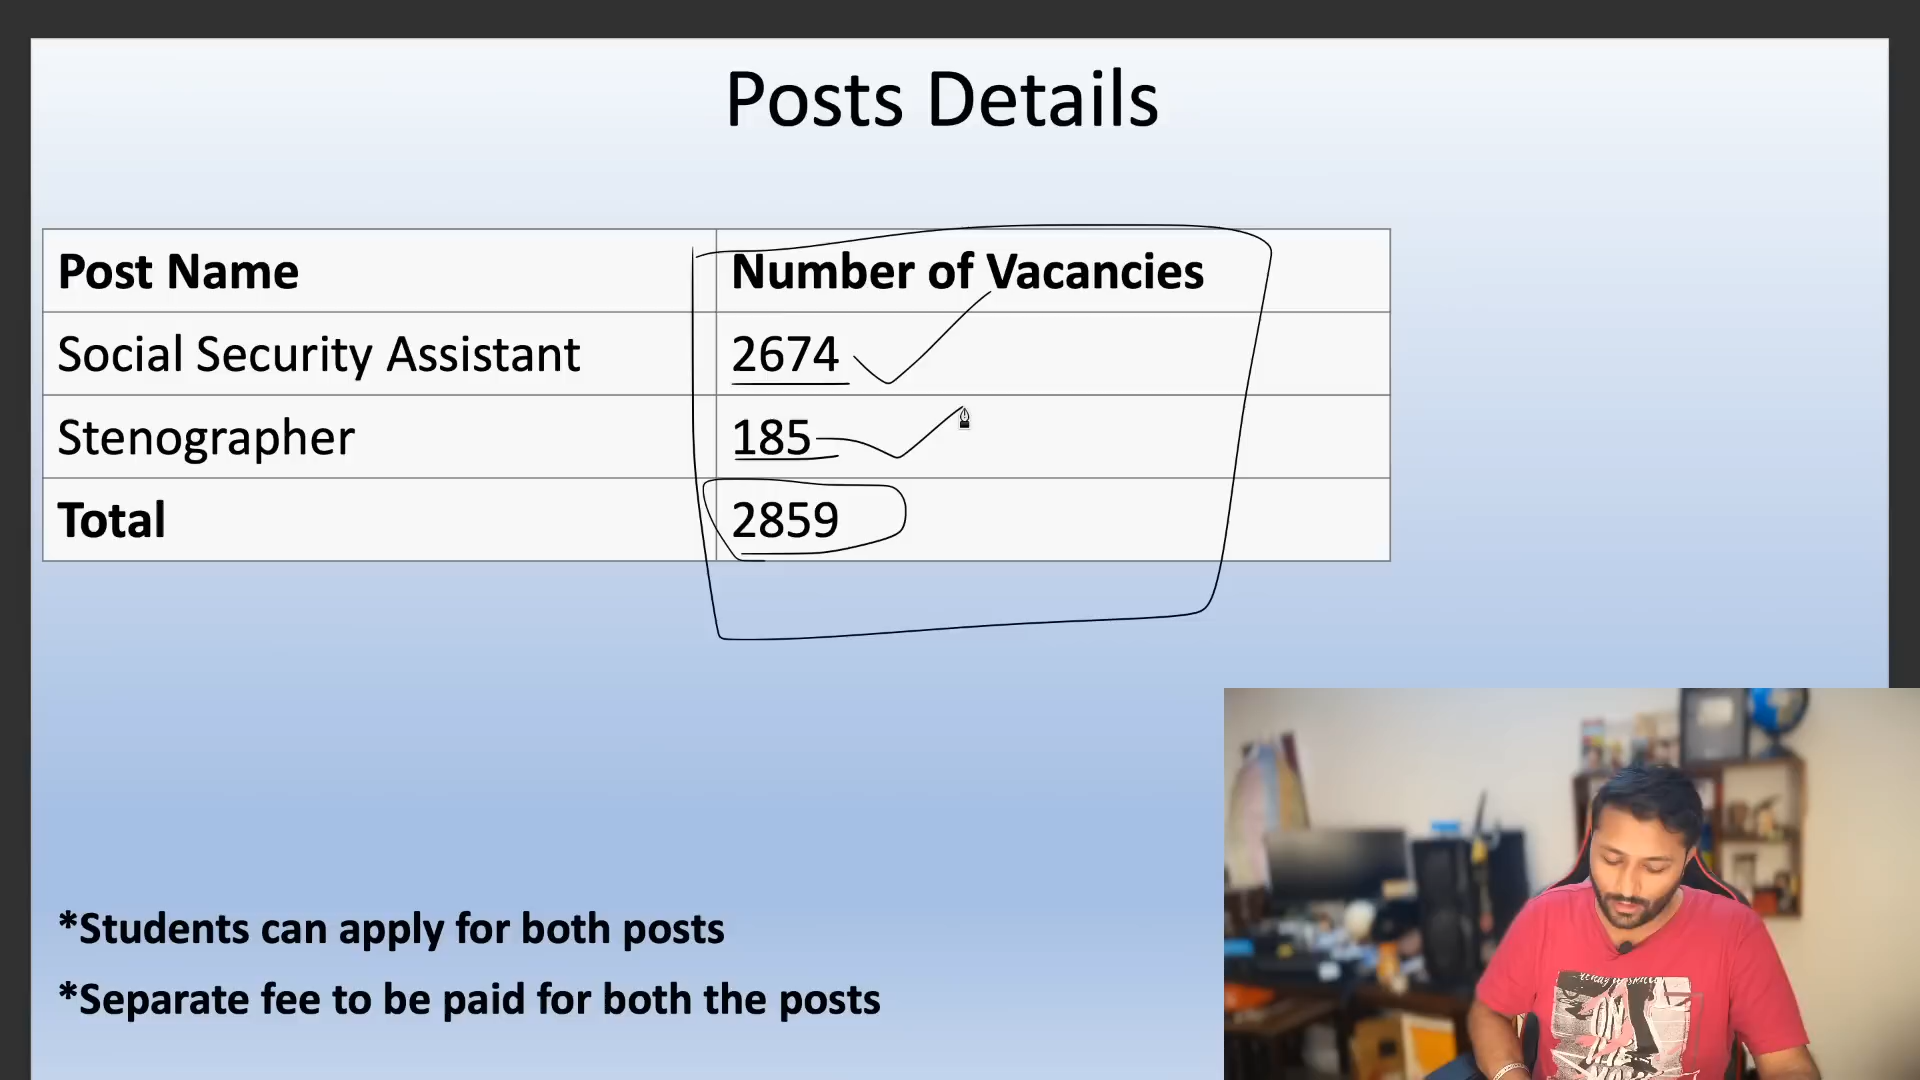 Posts Details
Post Name Number of Vacancies
Social Security Assistant 2674
Stenographer 185
Total 2859
*Students can apply for both posts
*Separate fee to be paid for both the posts
ON